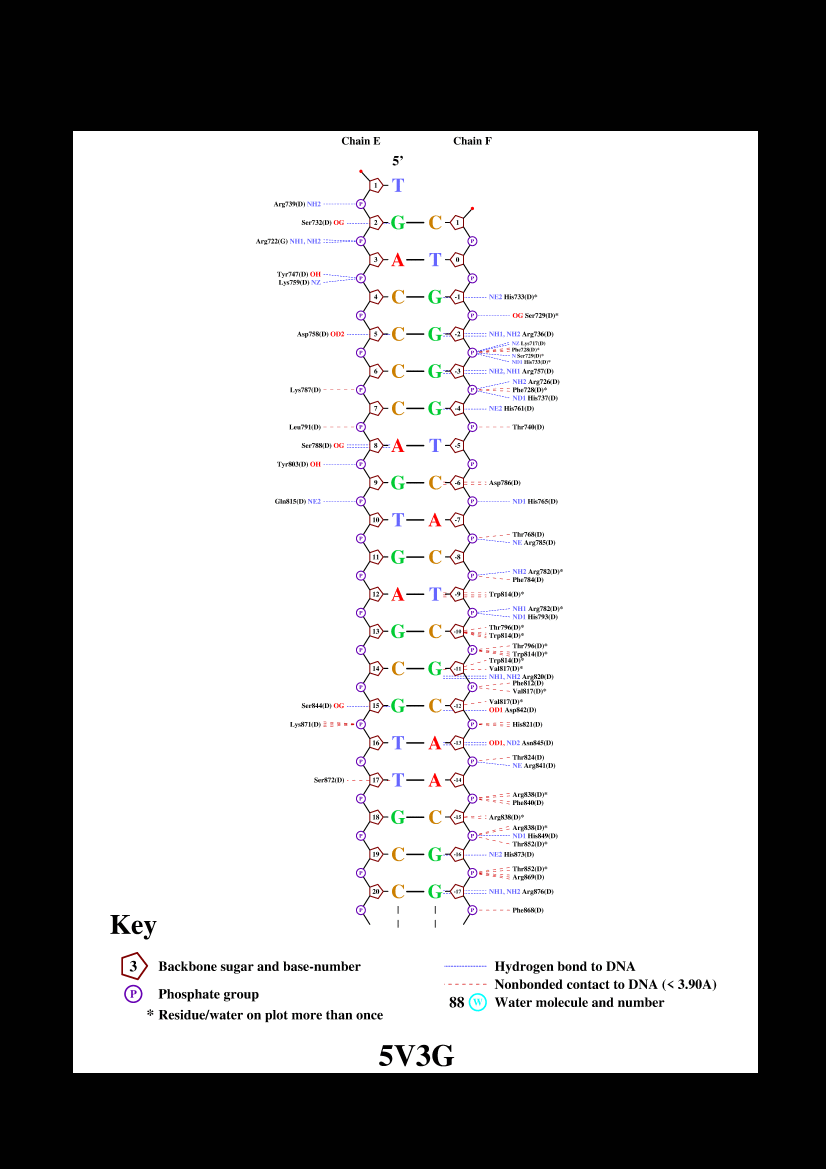 Chain E Chain F
5’
1 T
P
Arg739(D) NH2
Ser732(D) OG 2 G C 1
Arg722(G) NH1, NH2 P P
3 A T 0
Tyr747(D) OH
Lys759(D) NZ P P
4 C G -1 NE2 His733(D)*
P P OG Ser729(D)*
Asp758(D) OD2 5 C G -2 NH1, NH2 Arg736(D)
NZ Lys717(D)
P P Phe728(D)*
N Ser729(D)*
ND1 His733(D)*
6 C G -3 NH2, NH1 Arg757(D)
NH2 Arg726(D)
Lys787(D) P P Phe728(D)*
ND1 His737(D)
7 C G -4 NE2 His761(D)
Leu791(D) P P Thr740(D)
Ser788(D) OG 8 A T -5
Tyr803(D) OH P P
9 G C -6 Asp786(D)
Gln815(D) NE2 P P ND1 His765(D)
10 T A -7
Thr768(D)
P P NE Arg785(D)
11 G C -8
NH2 Arg782(D)*
P P Phe784(D)
12 A T -9 Trp814(D)*
NH1 Arg782(D)*
P P ND1 His793(D)
Thr796(D)*
13 G C -10 Trp814(D)*
Thr796(D)*
P P Trp814(D)*
Trp814(D)*
14 C G -11 Val817(D)*
NH1, NH2 Arg820(D)
Phe812(D)
P P Val817(D)*
Val817(D)*
Ser844(D) OG 15 G C -12 OD1 Asp842(D)
Lys871(D) P P His821(D)
16 T A -13 OD1, ND2 Asn845(D)
Thr824(D)
P P NE Arg841(D)
Ser872(D) 17 T A -14
Arg838(D)*
P P Phe840(D)
18 G C -15 Arg838(D)*
Arg838(D)*
P P ND1 His849(D)
Thr852(D)*
19 C G -16 NE2 His873(D)
Thr852(D)*
P P Arg869(D)
20 C G -17 NH1, NH2 Arg876(D)
P P Phe868(D)
Key
3 Backbone sugar and base-number
P Phosphate group
* Residue/water on plot more than once
Hydrogen bond to DNA
Nonbonded contact to DNA (< 3.90A)
88 W Water molecule and number
5V3G